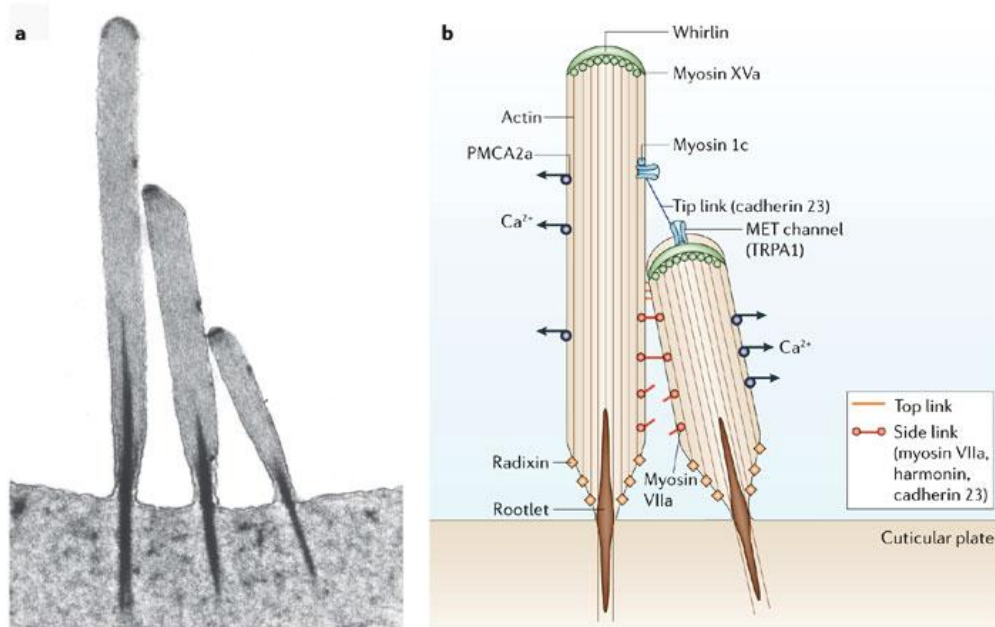 a
b
Whirlin
Myosin XVa
Actin
Myosin 1c
PMCA2a
Tip link (cadherin 23)
Ca²⁺
MET channel
(TRPA1)
Ca²⁺
Top link
Side link
(myosin VIIa,
harmonin,
cadherin 23)
Radixin
Myosin
VIIa
Rootlet
Cuticular plate